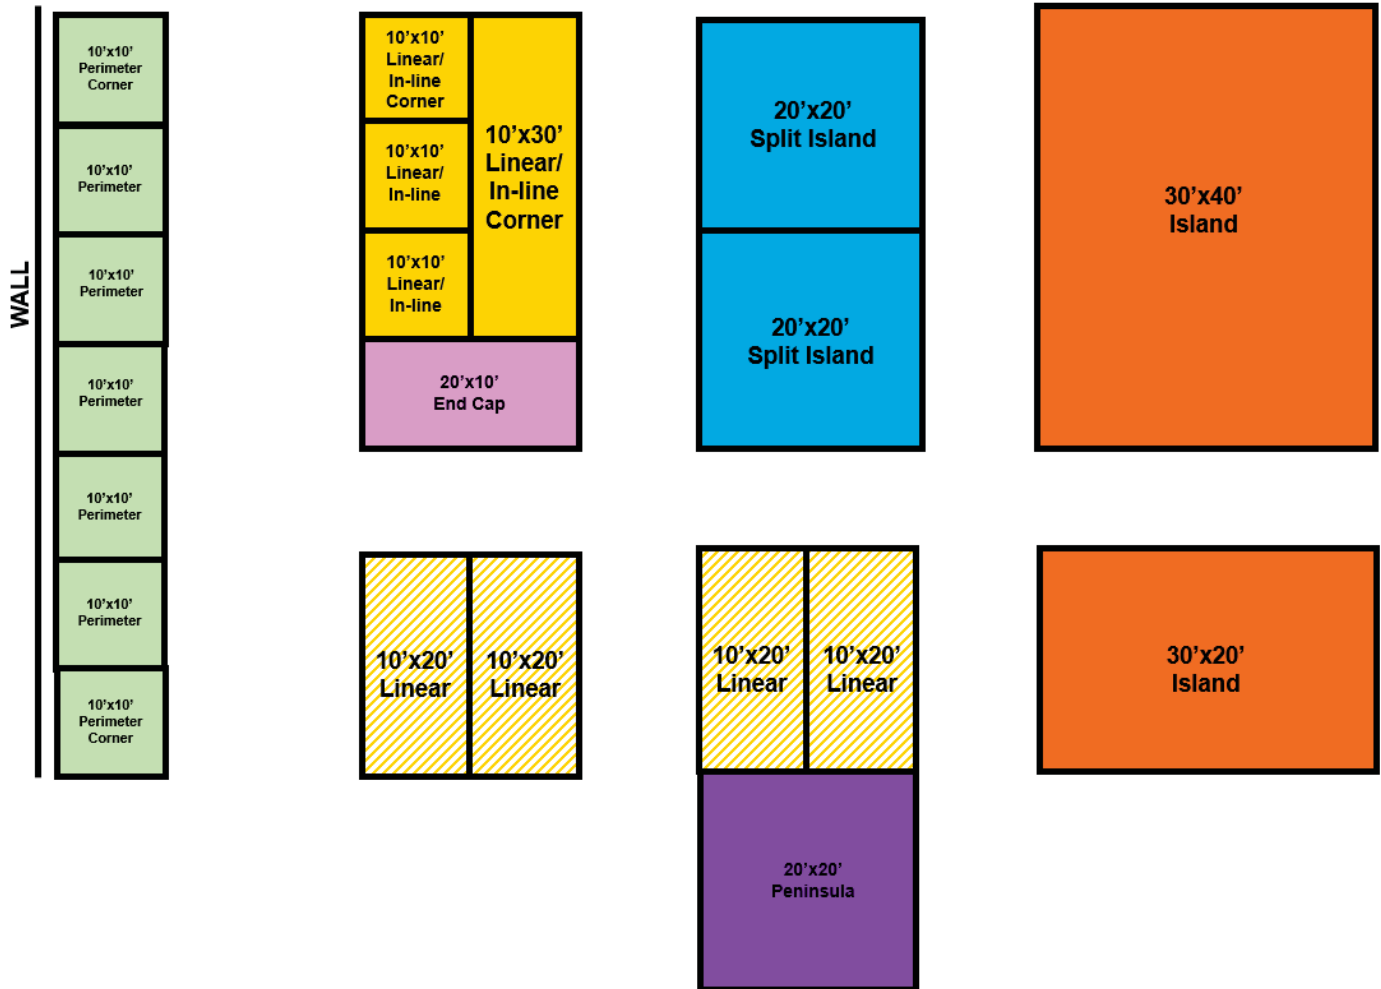 WALL
10’x10’
Perimeter
Corner
10’x10’
Perimeter
10’x10’
Perimeter
10’x10’
Perimeter
10’x10’
Perimeter
10’x10’
Perimeter
10’x10’
Perimeter
Corner
10’x10’
Linear/
In-line
Corner
10’x10’
Linear/
In-line
10’x10’
Linear/
In-line
10’x30’
Linear/
In-line
Corner
20’x10’
End Cap
10’x20’
Linear
10’x20’
Linear
20’x20’
Split Island
20’x20’
Split Island
10’x20’
Linear
10’x20’
Linear
20’x20’
Peninsula
30’x40’
Island
30’x20’
Island